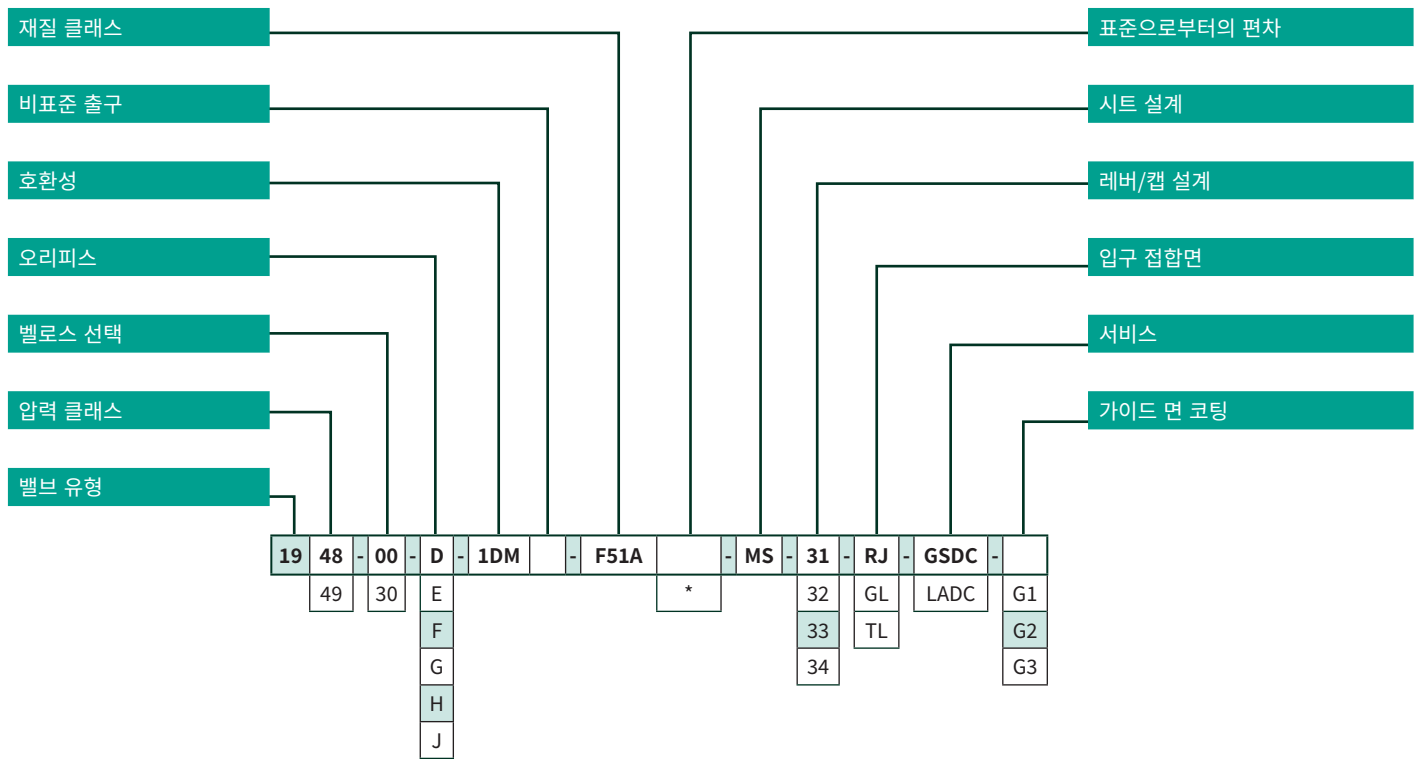 재질 클래스
비표준 출구
호환성
오리피스
벨로스 선택
압력 클래스
밸브 유형
표준으로부터의 편차
시트 설계
레버/캡 설계
입구 접합면
서비스
가이드 면 코팅
19 48 - 00 - D - 1DM - F51A - MS - 31 - RJ - GSDC -
49 30 E * 32 GL LADC G1
F 33 TL G2
G 34 G3
H
J